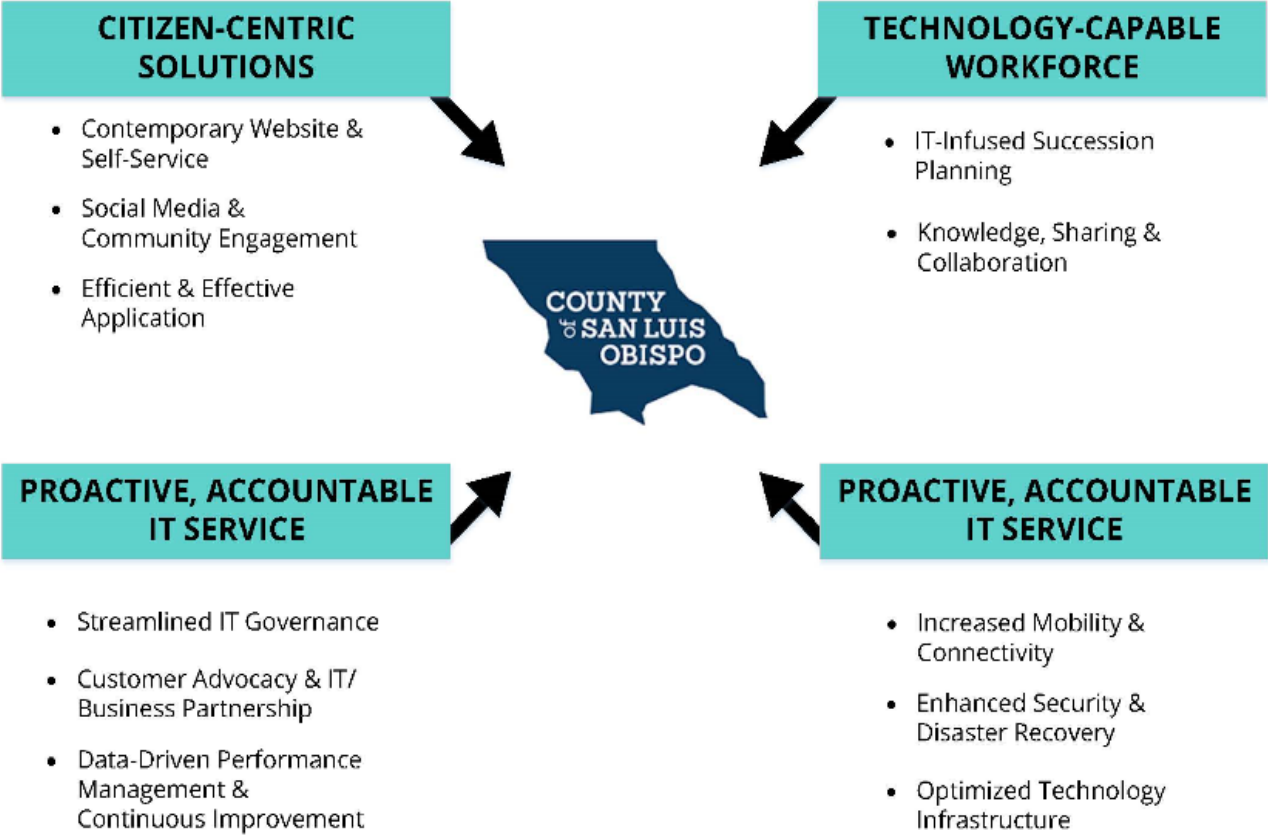 CITIZEN-CENTRIC
SOLUTIONS
• Contemporary Website &
Self-Service
• Social Media &
Community Engagement
• Efficient & Effective
Application
TECHNOLOGY-CAPABLE
WORKFORCE
• IT-Infused Succession
Planning
• Knowledge, Sharing &
Collaboration
COUNTY
of SAN LUIS
OBISPO
PROACTIVE, ACCOUNTABLE
IT SERVICE
• Streamlined IT Governance
• Customer Advocacy & IT/
Business Partnership
• Data-Driven Performance
Management &
Continuous Improvement
PROACTIVE, ACCOUNTABLE
IT SERVICE
• Increased Mobility &
Connectivity
• Enhanced Security &
Disaster Recovery
• Optimized Technology
Infrastructure